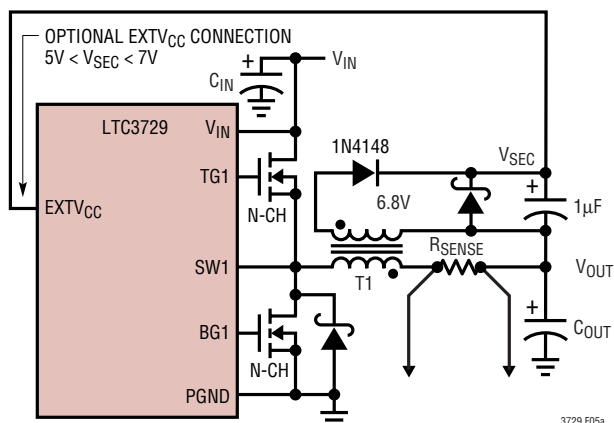 OPTIONAL EXTVCC CONNECTION
5V < VSEC < 7V
+
CIN
VIN
LTC3729
VIN
TG1
N-CH
EXTVCC
SW1
BG1
N-CH
PGND
1N4148
6.8V
VSEC
+
1µF
T1
RSENSE
VOUT
+
COUT
3729 F05a